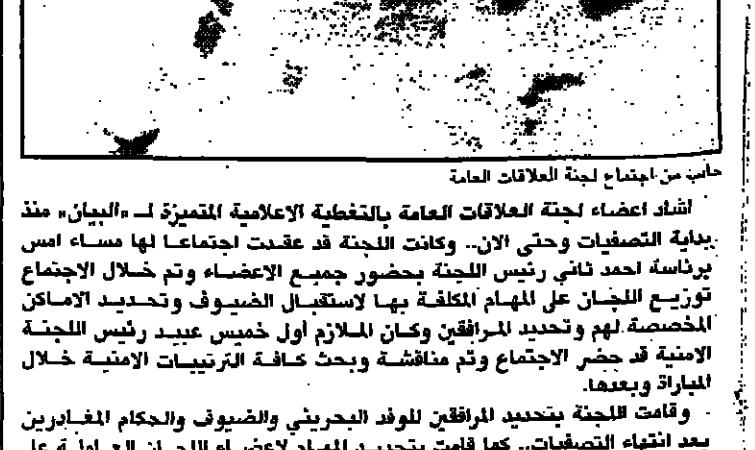 جانب من اجتماع لجنة العلاقات العامة
أشاد اعضاء لجنة العلاقات العامة بالتغطية الاعلامية المتميزة لـ «البيان» منذ
بداية التصفيات وحتى الان.. وكانت اللجنة قد عقدت اجتماعا لها مساء امس
برئاسة احمد ثاني رئيس اللجنة بحضور جميع الاعضاء وتم خلال الاجتماع
توزيع اللجان على المهام المكلفة بها لاستقبال الضيوف وتحديد الاماكن
المخصصة لهم وتحديد المرافقين وكان الملازم أول خميس عبيد رئيس اللجنة
الامنية قد حضر الاجتماع وتم مناقشة وبحث كافة الترتيبات الامنية خلال
المباراة وبعدها.
وقامت اللجنة بتحديد المرافقين للوفد البحريني والضيوف والحكام المغادرين
بعد انتهاء التصفيات.. كما قامت بتحديد المهام لاعضاء اللجان